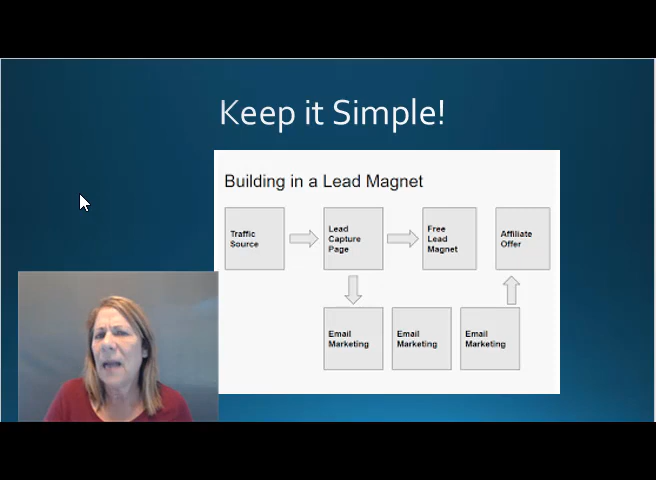 Keep it Simple!
Building in a Lead Magnet
Traffic
Source
Lead
Capture
Page
Free
Lead
Magnet
Affiliate
Offer
Email
Marketing
Email
Marketing
Email
Marketing